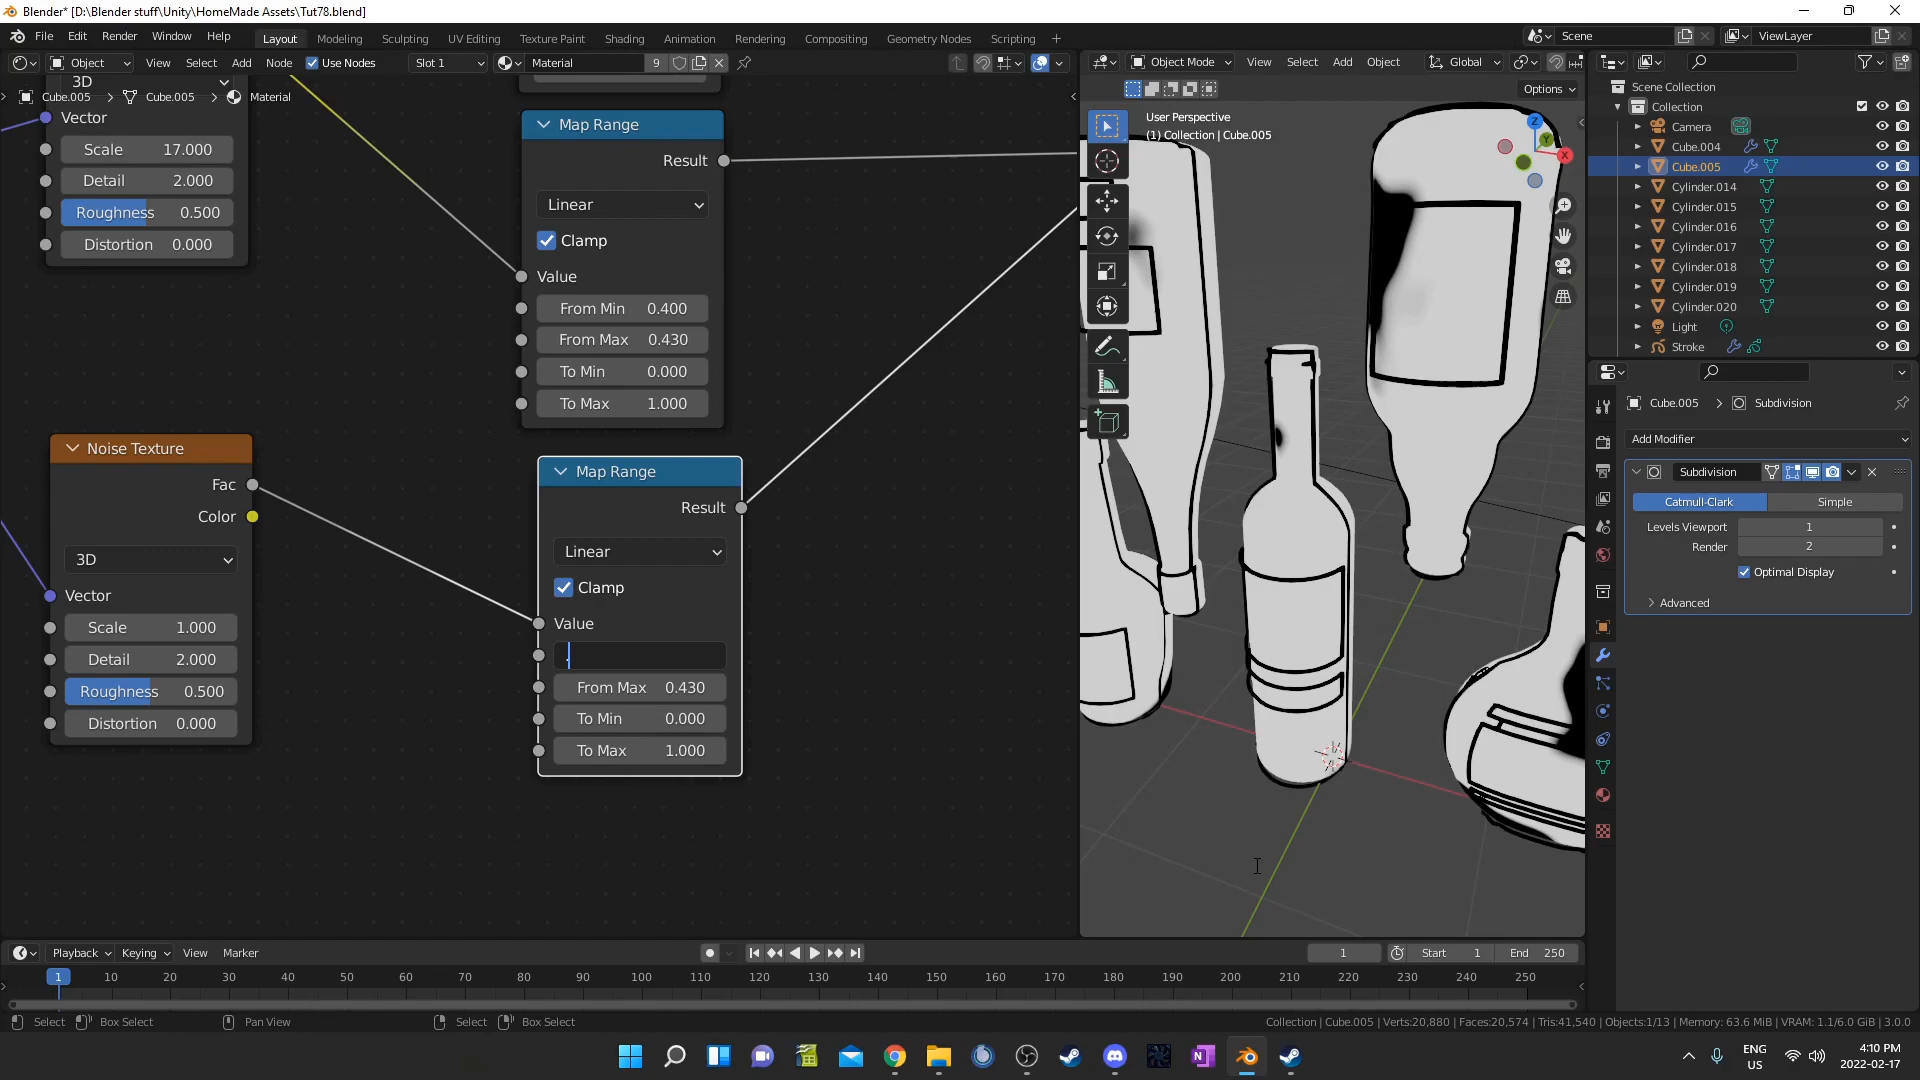 Blender* [D:\Blender stuff\Unity\HomeMade Assets\Tut78.blend]
File Edit Render Window Help Layout Modeling Sculpting UV Editing Texture Paint Shading Animation Rendering Compositing Geometry Nodes Scripting + Scene ViewLayer
Object View Select Add Node Use Nodes Slot 1 Material 9
Object Mode View Select Add Object Global
Options
3D
Cube.005 > Cube.005 > Material
Vector
Scale 17.000
Detail 2.000
Roughness 0.500
Distortion 0.000
Map Range
Result
Linear
Clamp
Value
From Min 0.400
From Max 0.430
To Min 0.000
To Max 1.000
Noise Texture
Fac
Color
3D
Vector
Scale 1.000
Detail 2.000
Roughness 0.500
Distortion 0.000
Map Range
Result
Linear
Clamp
Value
.
From Max 0.430
To Min 0.000
To Max 1.000
User Perspective
(1) Collection | Cube.005
Z
Y
X
Scene Collection
Collection
Camera
Cube.004
Cube.005
Cylinder.014
Cylinder.015
Cylinder.016
Cylinder.017
Cylinder.018
Cylinder.019
Cylinder.020
Light
Stroke
Cube.005 > Subdivision
Add Modifier
Subdivision
Catmull-Clark Simple
Levels Viewport 1
Render 2
Optimal Display
Advanced
Playback Keying View Marker 1 Start 1 End 250
1 10 20 30 40 50 60 70 80 90 100 110 120 130 140 150 160 170 180 190 200 210 220 230 240 250
Select Box Select Pan View Select Box Select
Collection | Cube.005 | Verts:20,880 | Faces:20,574 | Tris:41,540 | Objects:1/13 | Memory: 63.6 MiB | VRAM: 1.1/6.0 GiB | 3.0.0
ENG
US
4:10 PM
2022-02-17